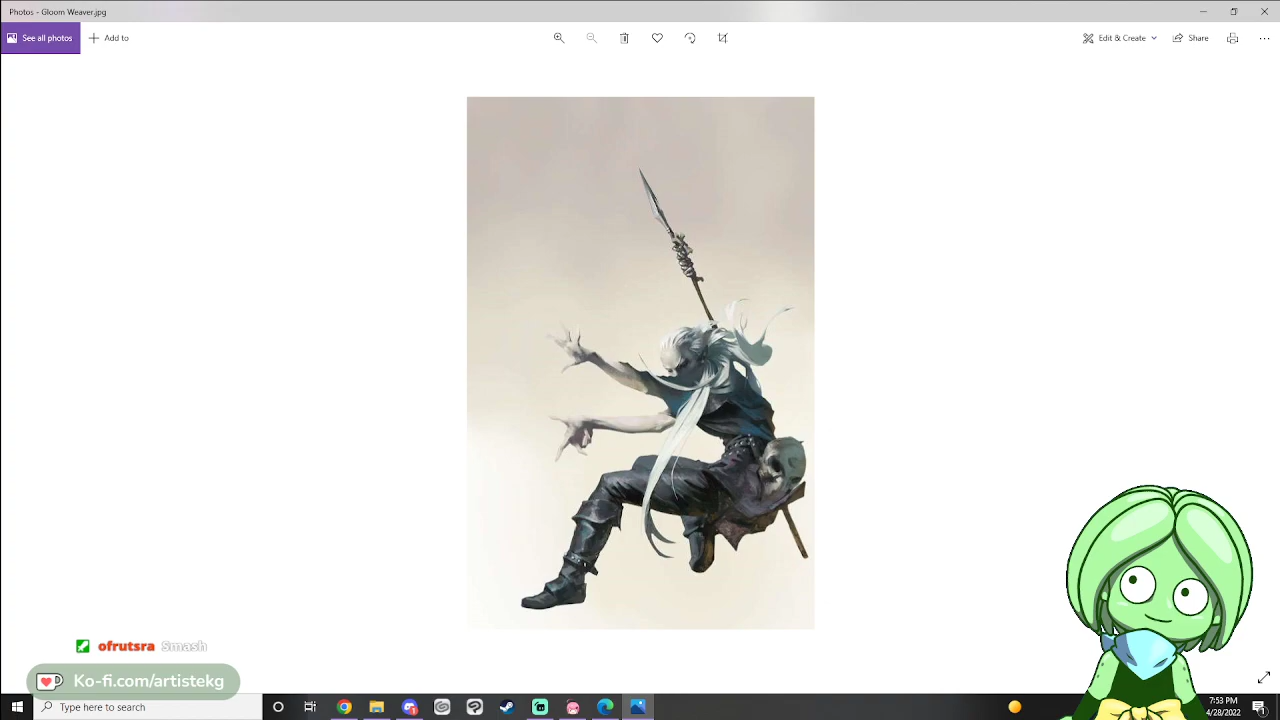 Photos - Gloom Weaver.jpg
See all photos
Add to
Edit & Create
Share
ofrutsra Smash
Ko-fi.com/artistekg
Type here to search
7:53 PM
4/28/2022